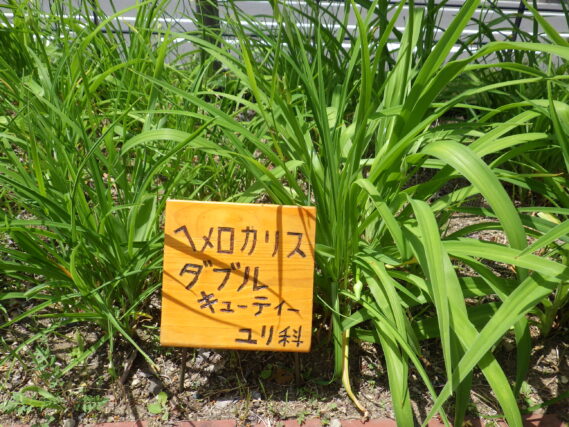 ヘメロカリス
ダブル
キューティー
ユリ科